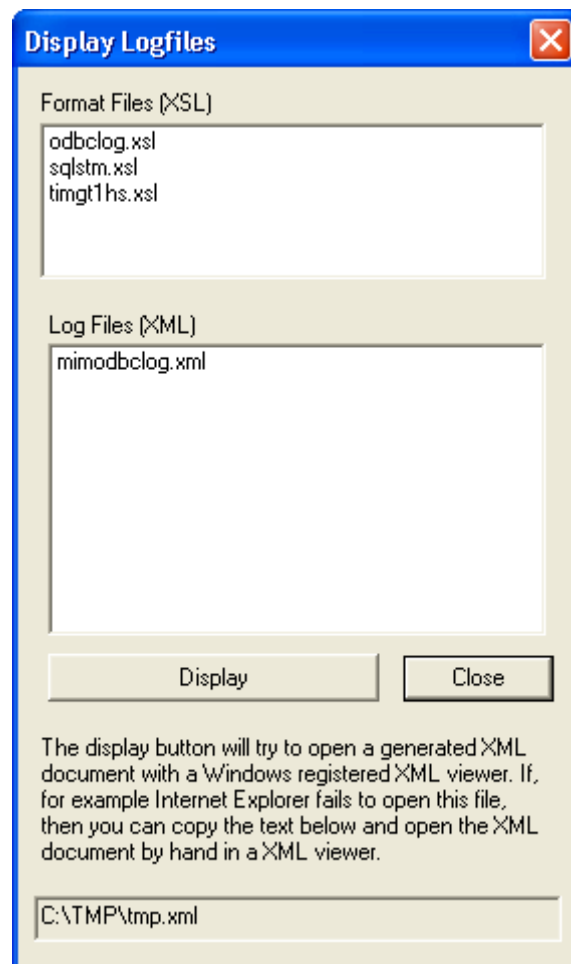 Display Logfiles
Format Files (XSL)
odbclog.xsl
sqlstm.xsl
timgt1hs.xsl
Log Files (XML)
mimodbclog.xml
Display
Close
The display button will try to open a generated XML
document with a Windows registered XML viewer. If,
for example Internet Explorer fails to open this file,
then you can copy the text below and open the XML
document by hand in a XML viewer.
C:\TMP\tmp.xml